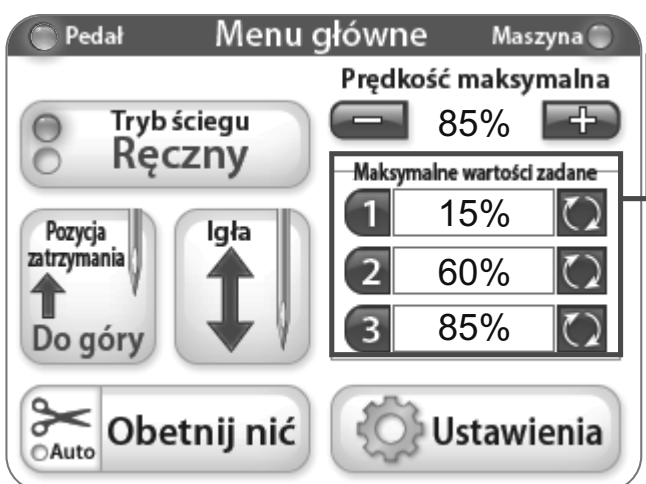 Pedał Menu główne Maszyna
Prędkość maksymalna
85%
Tryb ściegu
Ręczny
Maksymalne wartości zadane
1 15%
2 60%
3 85%
Pozycja
zatrzymania
Do góry
Igła
Auto
Obetnij nić
Ustawienia